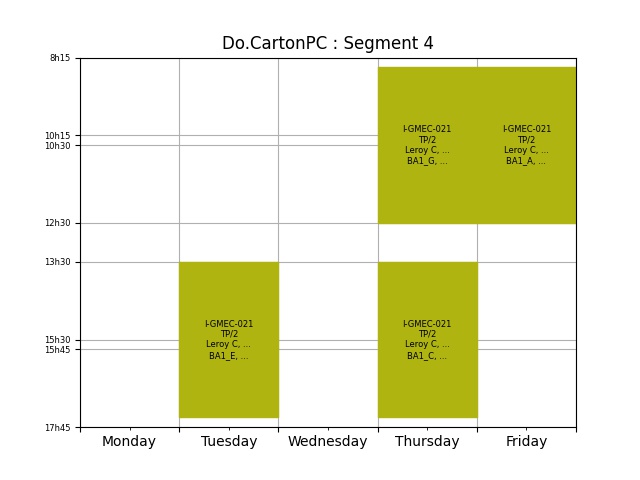 Do.CartonPC : Segment 4
8h15
10h15
10h30
12h30
13h30
15h30
15h45
17h45
I-GMEC-021
TP/2
Leroy C, ...
BA1_G, ...
I-GMEC-021
TP/2
Leroy C, ...
BA1_A, ...
I-GMEC-021
TP/2
Leroy C, ...
BA1_E, ...
I-GMEC-021
TP/2
Leroy C, ...
BA1_C, ...
Monday
Tuesday
Wednesday
Thursday
Friday